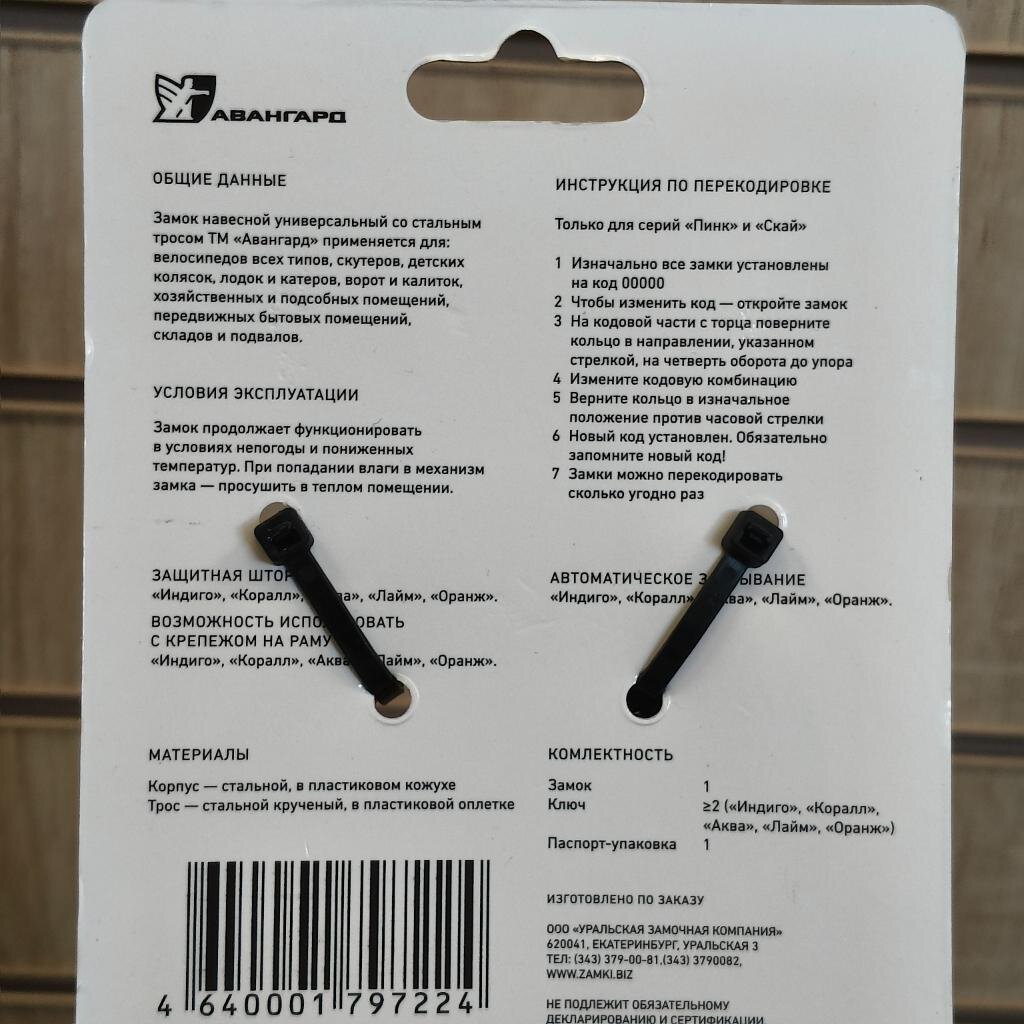 АВАНГАРД
ОБЩИЕ ДАННЫЕ
Замок навесной универсальный со стальным
тросом ТМ «Авангард» применяется для:
велосипедов всех типов, скутеров, детских
колясок, лодок и катеров, ворот и калиток,
хозяйственных и подсобных помещений,
передвижных бытовых помещений,
складов и подвалов.
УСЛОВИЯ ЭКСПЛУАТАЦИИ
Замок продолжает функционировать
в условиях непогоды и пониженных
температур. При попадании влаги в механизм
замка — просушить в теплом помещении.
ЗАЩИТНАЯ
«Индиго», «Коралл», «Лайм», «Оранж».
ВОЗМОЖНОСТЬ
С КРЕПЕЖОМ НА РАМУ
«Индиго», «Коралл», «Аква», «Лайм», «Оранж».
МАТЕРИАЛЫ
Корпус — стальной, в пластиковом кожухе
Трос — стальной крученый, в пластиковой оплетке
4 640001 797224
ИНСТРУКЦИЯ ПО ПЕРЕКОДИРОВКЕ
Только для серий «Пинк» и «Скай»
1 Изначально все замки установлены
на код 00000
2 Чтобы изменить код — откройте замок
3 На кодовой части с торца поверните
кольцо в направлении, указанном
стрелкой, на четверть оборота до упора
4 Измените кодовую комбинацию
5 Верните кольцо в изначальное
положение против часовой стрелки
6 Новый код установлен. Обязательно
запомните новый код!
7 Замки можно перекодировать
сколько угодно раз
АВТОМАТИЧЕСКОЕ
«Индиго», «Коралл», «Лайм», «Оранж».
КОМЛЕКТНОСТЬ
Замок 1
Ключ ≥2 («Индиго», «Коралл»,
«Аква», «Лайм», «Оранж»)
Паспорт-упаковка 1
ИЗГОТОВЛЕНО ПО ЗАКАЗУ
ООО «УРАЛЬСКАЯ ЗАМОЧНАЯ КОМПАНИЯ»
620041, ЕКАТЕРИНБУРГ, УРАЛЬСКАЯ 3
ТЕЛ: (343) 379-00-81,(343) 3790082,
WWW.ZAMKI.BIZ
НЕ ПОДЛЕЖИТ ОБЯЗАТЕЛЬНОМУ
ДЕКЛАРИРОВАНИЮ И СЕРТИФИКАЦИИ